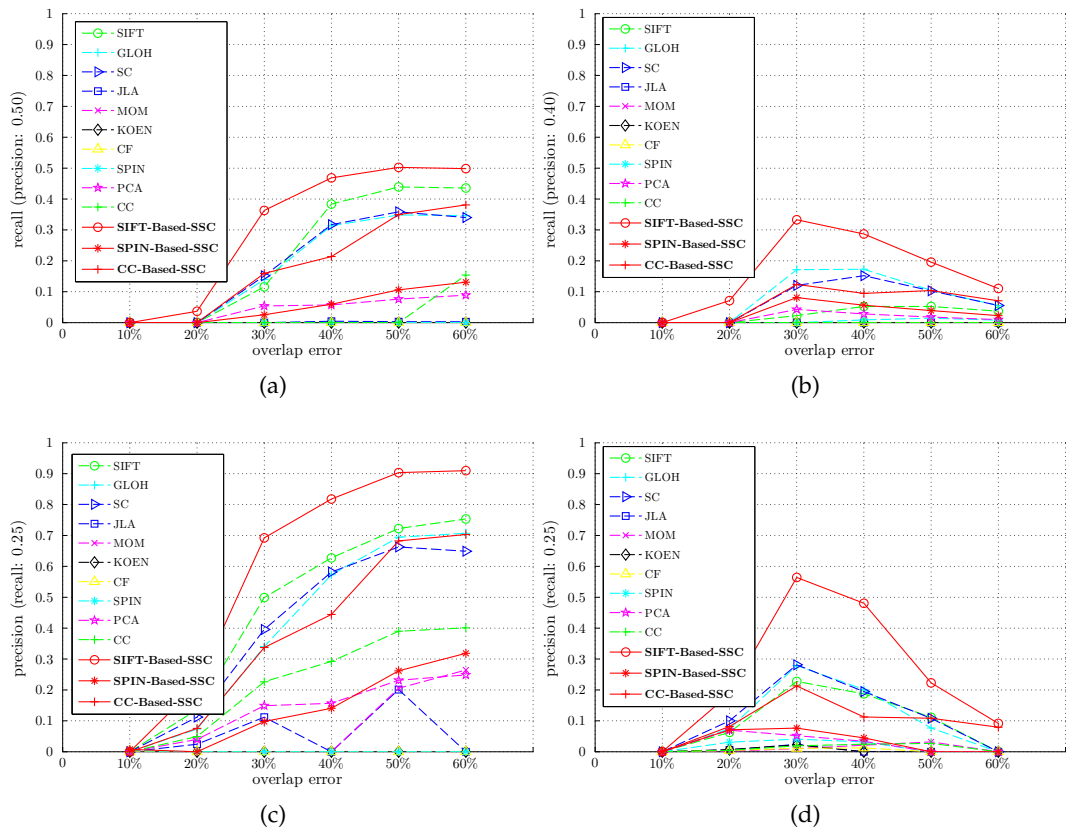 1
0.9
0.8
0.7
0.6
0.5
0.4
0.3
0.2
0.1
0
recall (precision: 0.50)
SIFT
GLOH
SC
JLA
MOM
KOEN
CF
SPIN
PCA
CC
SIFT-Based-SSC
SPIN-Based-SSC
CC-Based-SSC
0 10% 20% 30% 40% 50% 60%
overlap error
(a)
1
0.9
0.8
0.7
0.6
0.5
0.4
0.3
0.2
0.1
0
recall (precision: 0.40)
SIFT
GLOH
SC
JLA
MOM
KOEN
CF
SPIN
PCA
CC
SIFT-Based-SSC
SPIN-Based-SSC
CC-Based-SSC
0 10% 20% 30% 40% 50% 60%
overlap error
(b)
1
0.9
0.8
0.7
0.6
0.5
0.4
0.3
0.2
0.1
0
precision (recall: 0.25)
SIFT
GLOH
SC
JLA
MOM
KOEN
CF
SPIN
PCA
CC
SIFT-Based-SSC
SPIN-Based-SSC
CC-Based-SSC
0 10% 20% 30% 40% 50% 60%
overlap error
(c)
1
0.9
0.8
0.7
0.6
0.5
0.4
0.3
0.2
0.1
0
precision (recall: 0.25)
SIFT
GLOH
SC
JLA
MOM
KOEN
CF
SPIN
PCA
CC
SIFT-Based-SSC
SPIN-Based-SSC
CC-Based-SSC
0 10% 20% 30% 40% 50% 60%
overlap error
(d)